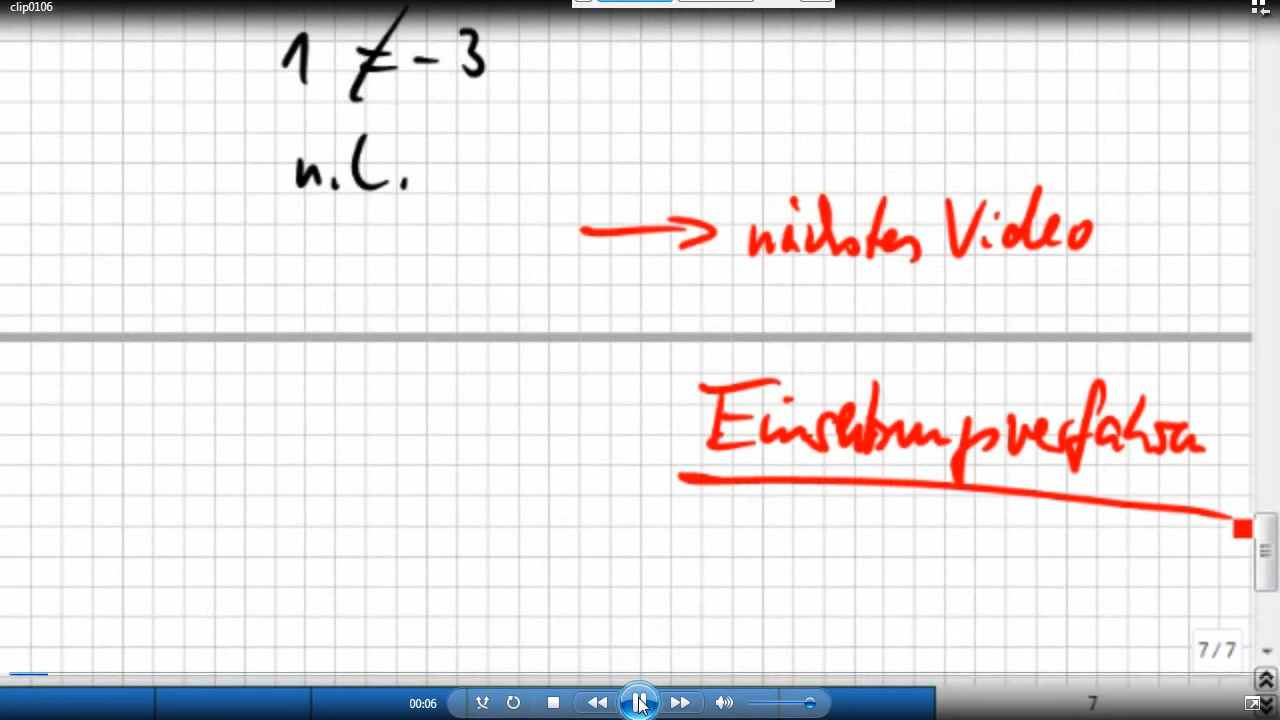 clip0106
1 ≠ -3
n.L.
→ nächstes Video
Einsetzungsverfahren
7/7
00:06
7